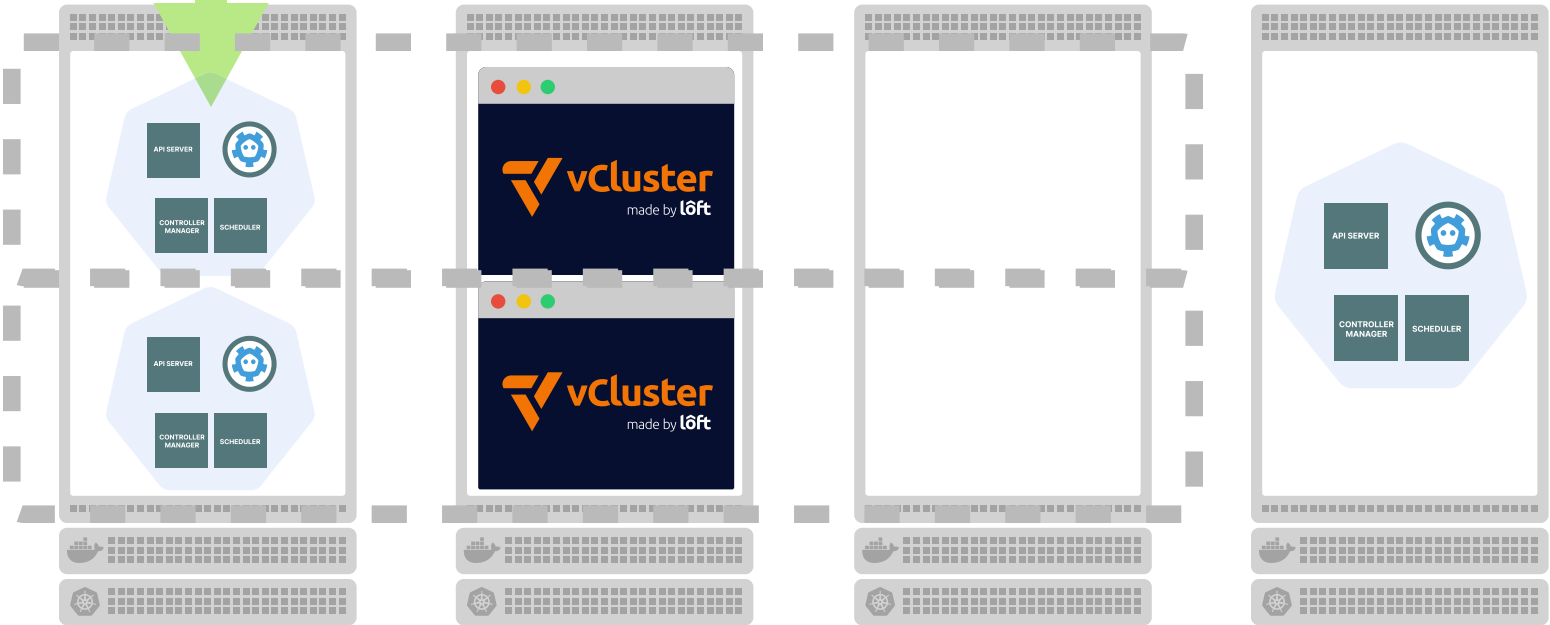 API SERVER
CONTROLLER
MANAGER
SCHEDULER
API SERVER
CONTROLLER
MANAGER
SCHEDULER
vCluster
made by lôft
vCluster
made by lôft
API SERVER
CONTROLLER
MANAGER
SCHEDULER